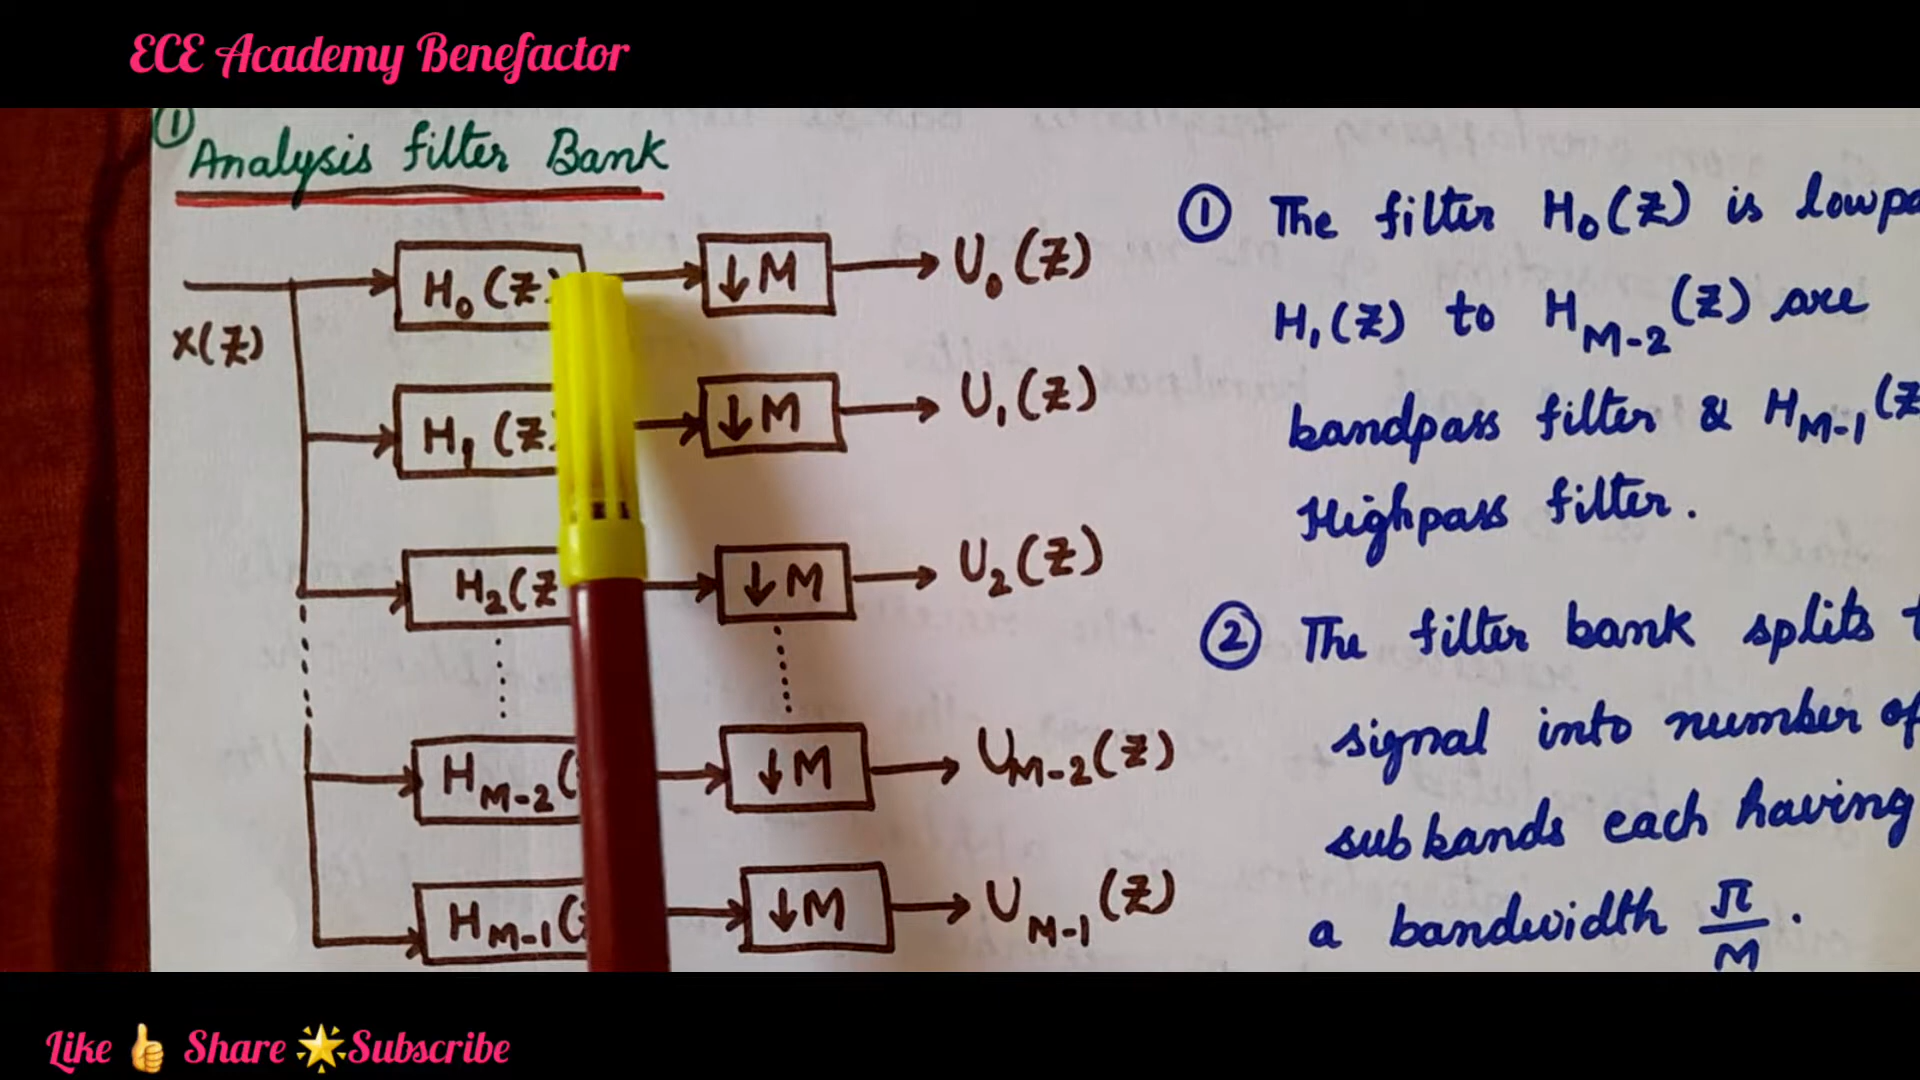 ECE Academy Benefactor
① Analysis filter Bank
X(Z)
H₀(Z)
↓M
U₀(Z)
H₁(Z)
↓M
U₁(Z)
H₂(Z
↓M
U₂(Z)
H_M-2(
↓M
U_M-2(Z)
H_M-1(
↓M
U_M-1(Z)
① The filter H₀(Z) is lowpa
H₁(Z) to H_M-2(Z) are
bandpass filter & H_M-1(Z
Highpass filter.
② The filter bank splits t
signal into number of
sub bands each having
a bandwidth π/M.
Like 👍 Share 🌟Subscribe